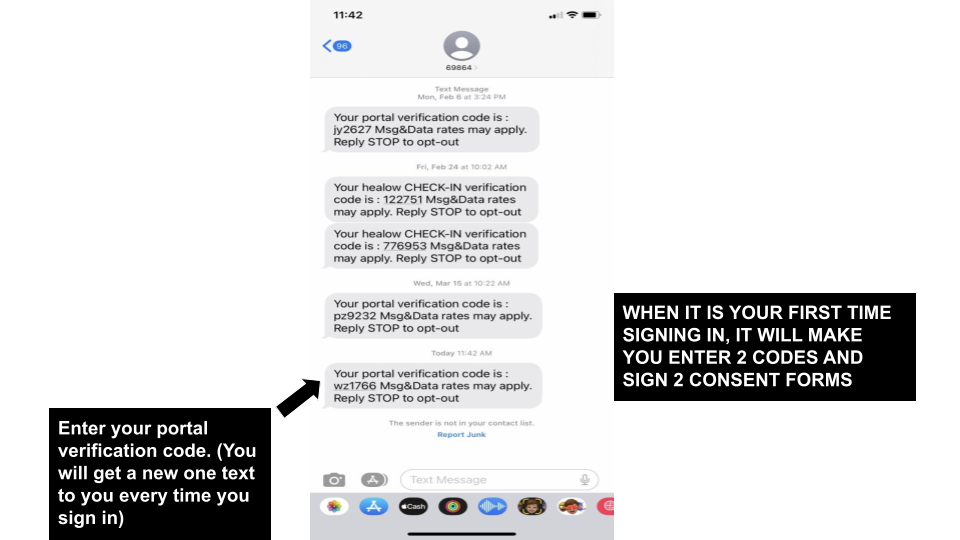 11:42
96
69864 >
Text Message
Mon, Feb 6 at 3:24 PM
Your portal verification code is :
jy2627 Msg&Data rates may apply.
Reply STOP to opt-out
Fri, Feb 24 at 10:02 AM
Your healow CHECK-IN verification
code is : 122751 Msg&Data rates
may apply. Reply STOP to opt-out
Your healow CHECK-IN verification
code is : 776953 Msg&Data rates
may apply. Reply STOP to opt-out
Wed, Mar 15 at 10:22 AM
Your portal verification code is :
pz9232 Msg&Data rates may apply.
Reply STOP to opt-out
Today 11:42 AM
Your portal verification code is :
wz1766 Msg&Data rates may apply.
Reply STOP to opt-out
The sender is not in your contact list.
Report Junk
Text Message
Cash
WHEN IT IS YOUR FIRST TIME
SIGNING IN, IT WILL MAKE
YOU ENTER 2 CODES AND
SIGN 2 CONSENT FORMS
Enter your portal
verification code. (You
will get a new one text
to you every time you
sign in)